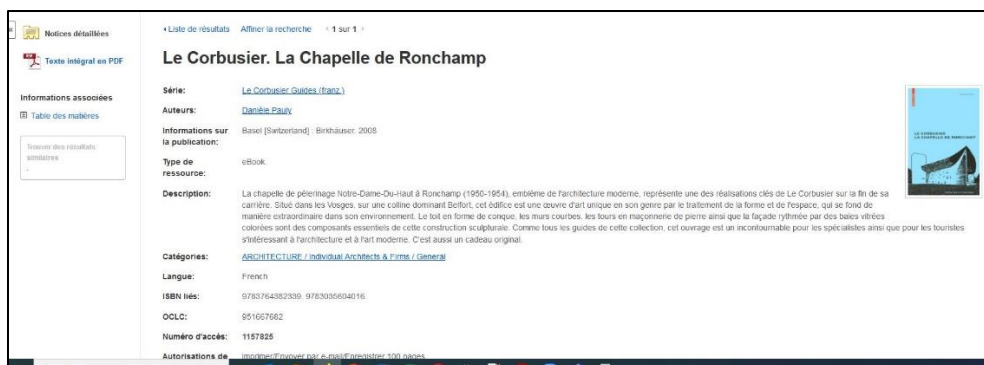 Notices détaillées
Texte intégral en PDF
Informations associées
Table des matières
Trouver des résultats
similaires
Liste de résultats Affiner la recherche 1 sur 1
Le Corbusier. La Chapelle de Ronchamp
Série: Le Corbusier Guides (franz.)
Auteurs: Danièle Pauly
Informations sur Basel [Switzerland] : Birkhäuser. 2008
la publication:
Type de eBook.
ressource:
Description: La chapelle de pèlerinage Notre-Dame-Du-Haut à Ronchamp (1950-1954), emblème de l'architecture moderne, représente une des réalisations clés de Le Corbusier sur la fin de sa
carrière. Situé dans les Vosges, sur une colline dominant Belfort, cet édifice est une œuvre d'art unique en son genre par le traitement de la forme et de l'espace, qui se fond de
manière extraordinaire dans son environnement. Le toit en forme de conque, les murs courbes, les tours en maçonnerie de pierre ainsi que la façade rythmée par des baies vitrées
colorées sont des composants essentiels de cette construction sculpturale. Comme tous les guides de cette collection, cet ouvrage est un incontournable pour les spécialistes ainsi que pour les touristes
s'intéressant à l'architecture et à l'art moderne. C'est aussi un cadeau original.
Catégories: ARCHITECTURE / Individual Architects & Firms / General
Langue: French
ISBN liés: 9783764382339. 9783035604016.
OCLC: 951667682
Numéro d'accès: 1157825
Autorisations de Imprimer/Envoyer par e-mail/Enregistrer 100 pages
LE CORBUSIER
LA CHAPELLE DE RONCHAMP